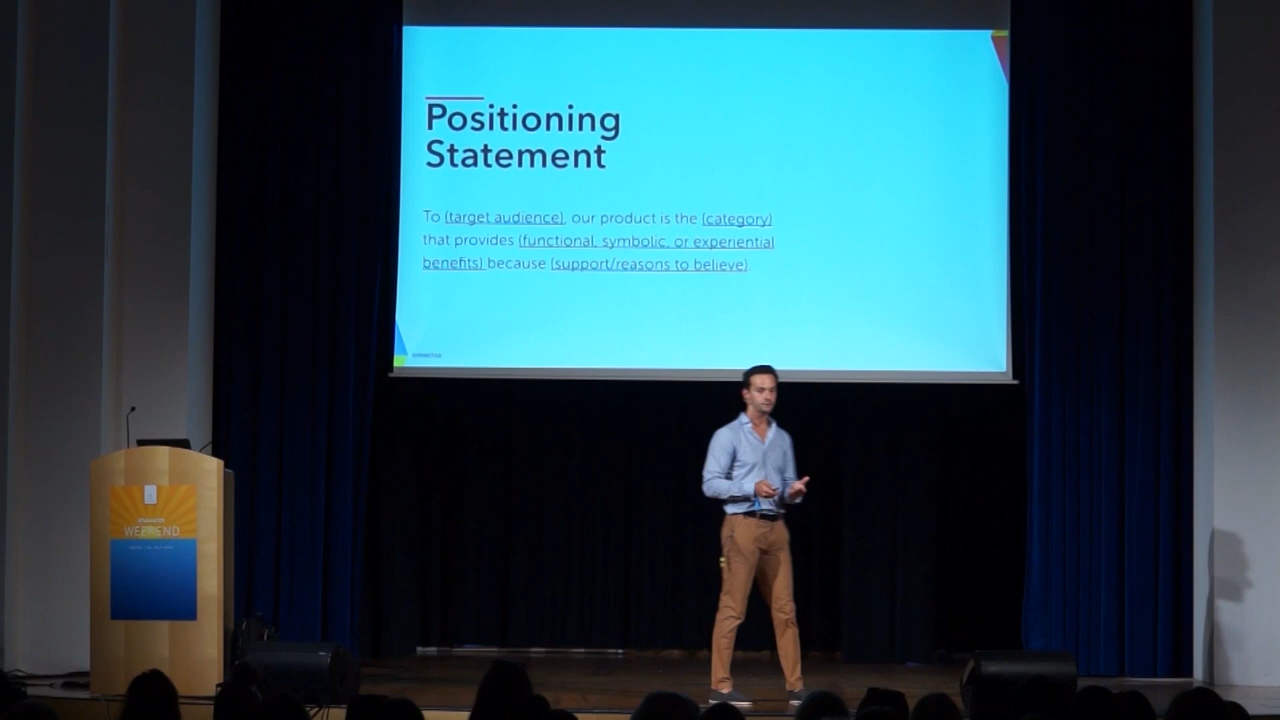 Positioning
Statement
To (target audience), our product is the (category)
that provides (functional, symbolic, or experiential
benefits) because (support/reasons to believe)
WEEKEND